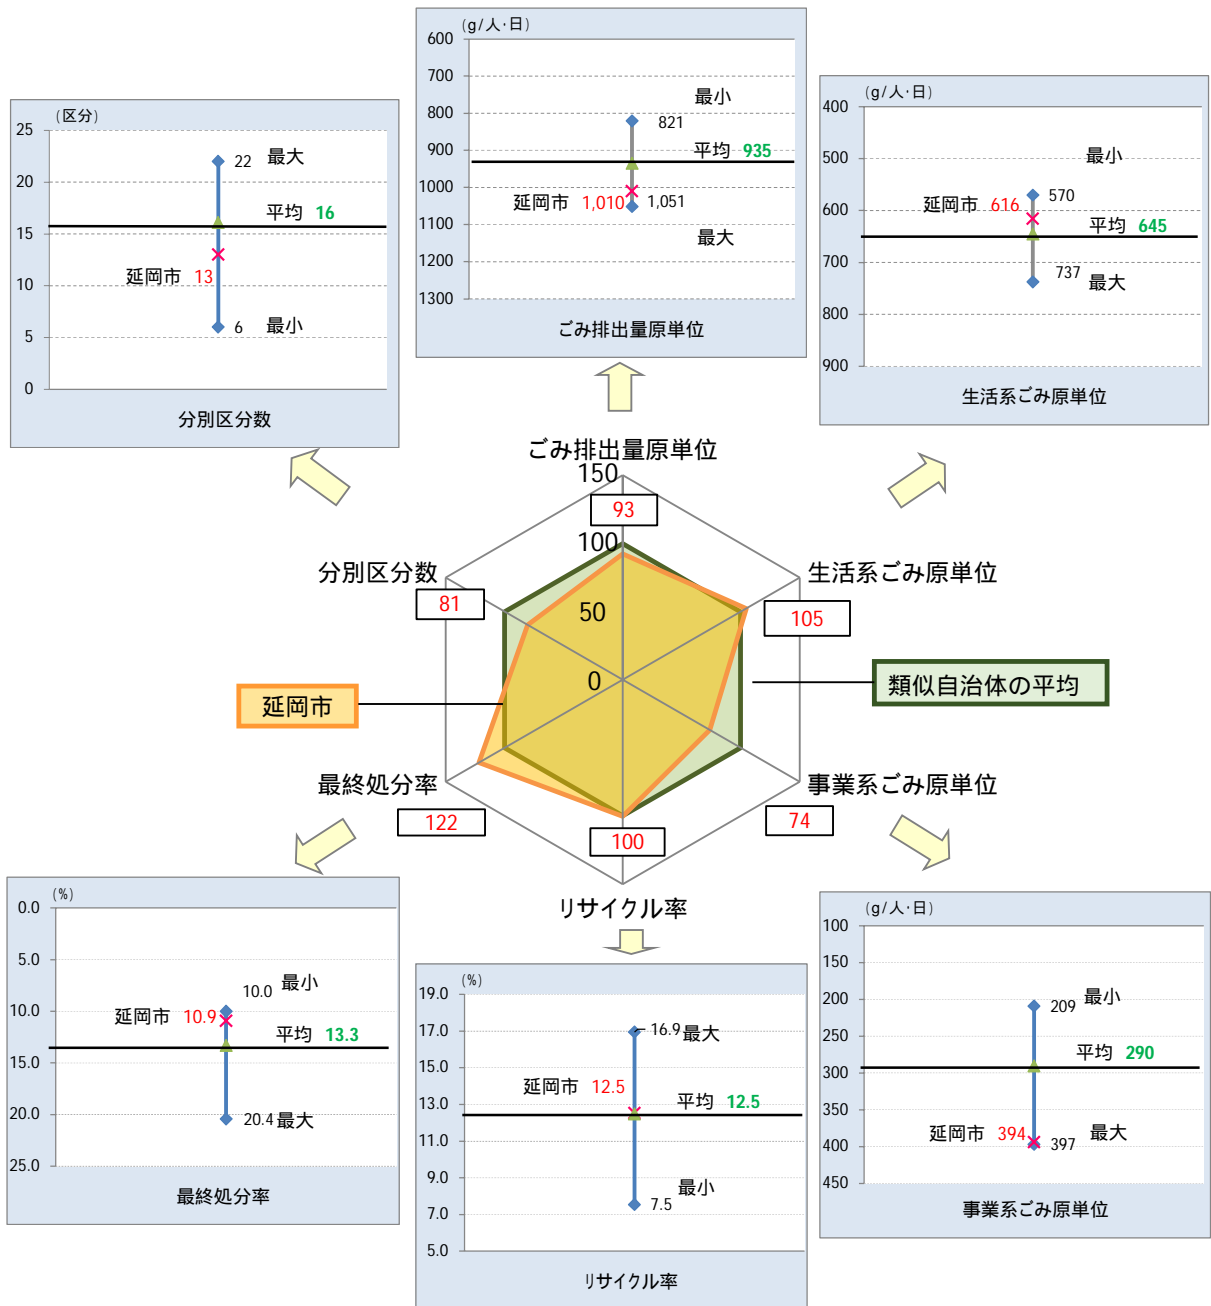 (g/人･日)
600
700
800
900
1000
1100
1200
1300
最小
821
平均 935
延岡市 1,010
1,051
最大
ごみ排出量原単位
(区分)
25
20
15
10
5
0
22 最大
平均 16
延岡市 13
6 最小
分別区分数
(g/人･日)
400
500
600
700
800
900
最小
570
延岡市 616
平均 645
737 最大
生活系ごみ原単位
ごみ排出量原単位
150
93
100
50
0
分別区分数
81
生活系ごみ原単位
105
延岡市
類似自治体の平均
最終処分率
122
事業系ごみ原単位
74
100
リサイクル率
(%)
0.0
5.0
10.0
15.0
20.0
25.0
10.0 最小
延岡市 10.9
平均 13.3
20.4 最大
最終処分率
(%)
19.0
17.0
15.0
13.0
11.0
9.0
7.0
5.0
16.9 最大
延岡市 12.5
平均 12.5
最小
7.5
リサイクル率
(g/人･日)
100
150
200
250
300
350
400
450
最小
209
平均 290
延岡市 394
最大
397
事業系ごみ原単位